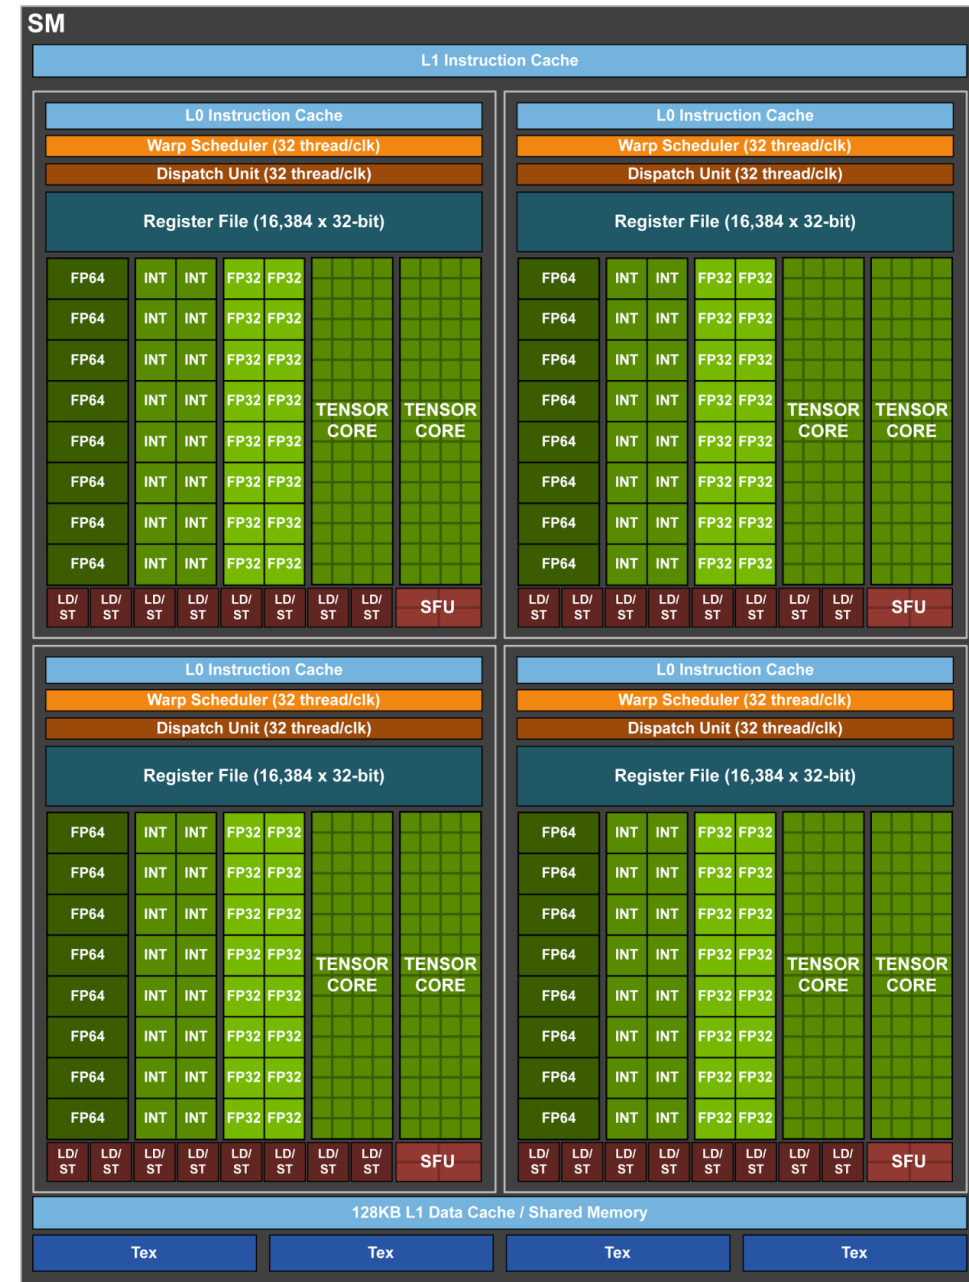 SM
L1 Instruction Cache
L0 Instruction Cache
Warp Scheduler (32 thread/clk)
Dispatch Unit (32 thread/clk)
Register File (16,384 x 32-bit)
FP64 INT INT FP32 FP32
FP64 INT INT FP32 FP32
FP64 INT INT FP32 FP32
FP64 INT INT FP32 FP32
TENSOR CORE TENSOR CORE
FP64 INT INT FP32 FP32
FP64 INT INT FP32 FP32
FP64 INT INT FP32 FP32
FP64 INT INT FP32 FP32
LD/ST LD/ST LD/ST LD/ST LD/ST LD/ST LD/ST LD/ST SFU
L0 Instruction Cache
Warp Scheduler (32 thread/clk)
Dispatch Unit (32 thread/clk)
Register File (16,384 x 32-bit)
FP64 INT INT FP32 FP32
FP64 INT INT FP32 FP32
FP64 INT INT FP32 FP32
FP64 INT INT FP32 FP32
TENSOR CORE TENSOR CORE
FP64 INT INT FP32 FP32
FP64 INT INT FP32 FP32
FP64 INT INT FP32 FP32
FP64 INT INT FP32 FP32
LD/ST LD/ST LD/ST LD/ST LD/ST LD/ST LD/ST LD/ST SFU
L0 Instruction Cache
Warp Scheduler (32 thread/clk)
Dispatch Unit (32 thread/clk)
Register File (16,384 x 32-bit)
FP64 INT INT FP32 FP32
FP64 INT INT FP32 FP32
FP64 INT INT FP32 FP32
FP64 INT INT FP32 FP32
TENSOR CORE TENSOR CORE
FP64 INT INT FP32 FP32
FP64 INT INT FP32 FP32
FP64 INT INT FP32 FP32
FP64 INT INT FP32 FP32
LD/ST LD/ST LD/ST LD/ST LD/ST LD/ST LD/ST LD/ST SFU
L0 Instruction Cache
Warp Scheduler (32 thread/clk)
Dispatch Unit (32 thread/clk)
Register File (16,384 x 32-bit)
FP64 INT INT FP32 FP32
FP64 INT INT FP32 FP32
FP64 INT INT FP32 FP32
FP64 INT INT FP32 FP32
TENSOR CORE TENSOR CORE
FP64 INT INT FP32 FP32
FP64 INT INT FP32 FP32
FP64 INT INT FP32 FP32
FP64 INT INT FP32 FP32
LD/ST LD/ST LD/ST LD/ST LD/ST LD/ST LD/ST LD/ST SFU
128KB L1 Data Cache / Shared Memory
Tex Tex Tex Tex